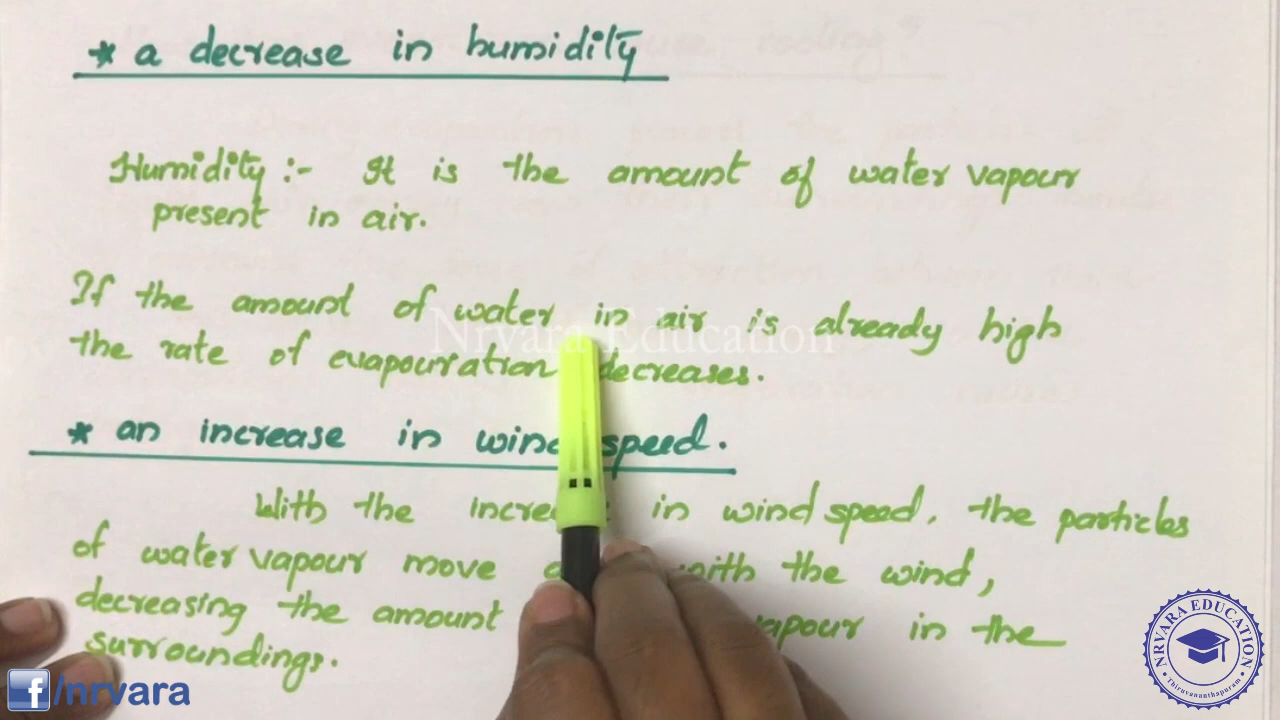 * a decrease in humidity
Humidity :- It is the amount of water vapour
present in air.
If the amount of water in air is already high
Nrvara Education
the rate of evapouration decreases.
* an increase in wind speed.
With the increase in wind speed, the particles
of water vapour move with the wind,
decreasing the amount vapour in the
surroundings.
f/nrvara
NRVARA EDUCATION
Thiruvananthapuram